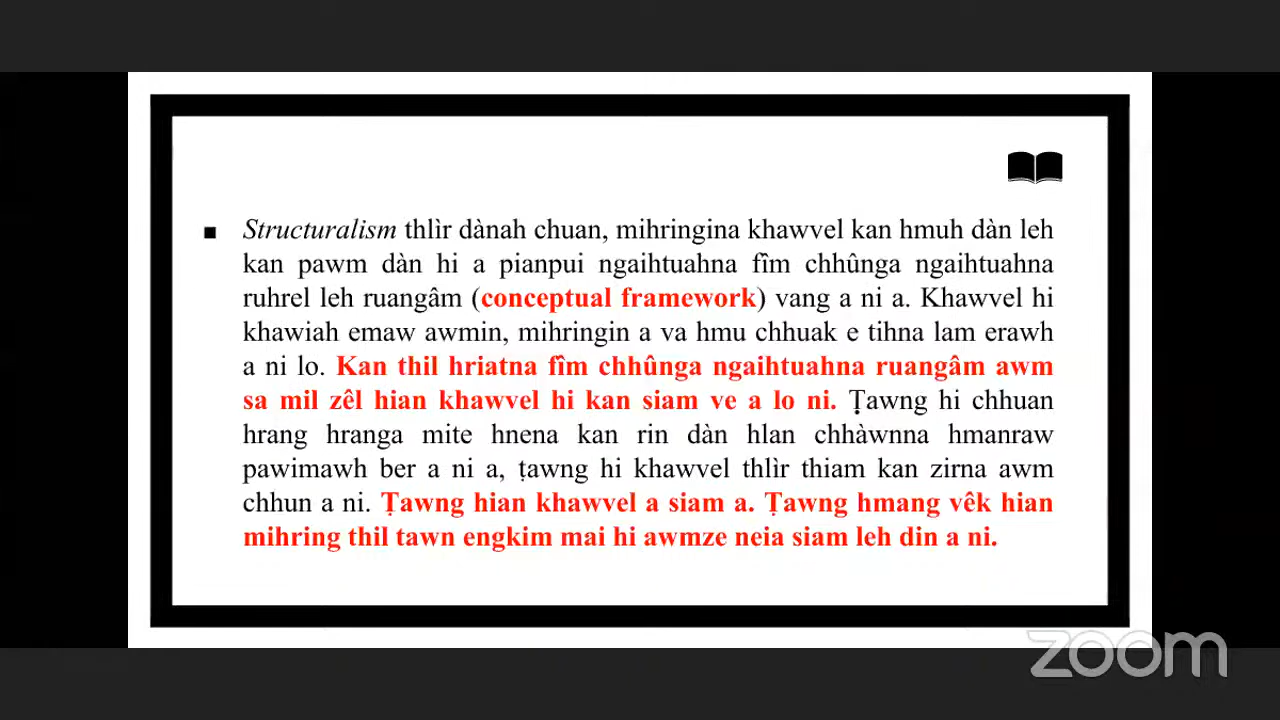 Structuralism thlìr dànah chuan, mihringina khawvel kan hmuh dàn leh
kan pawm dàn hi a pianpui ngaihtuahna fîm chhûnga ngaihtuahna
ruhrel leh ruangâm (conceptual framework) vang a ni a. Khawvel hi
khawiah emaw awmin, mihringin a va hmu chhuak e tihna lam erawh
a ni lo. Kan thil hriatna fîm chhûnga ngaihtuahna ruangâm awm
sa mil zêl hian khawvel hi kan siam ve a lo ni. Ṭawng hi chhuan
hrang hranga mite hnena kan rin dàn hlan chhàwnna hmanraw
pawimawh ber a ni a, ṭawng hi khawvel thlìr thiam kan zirna awm
chhun a ni. Ṭawng hian khawvel a siam a. Ṭawng hmang vêk hian
mihring thil tawn engkim mai hi awmze neia siam leh din a ni.
zoom